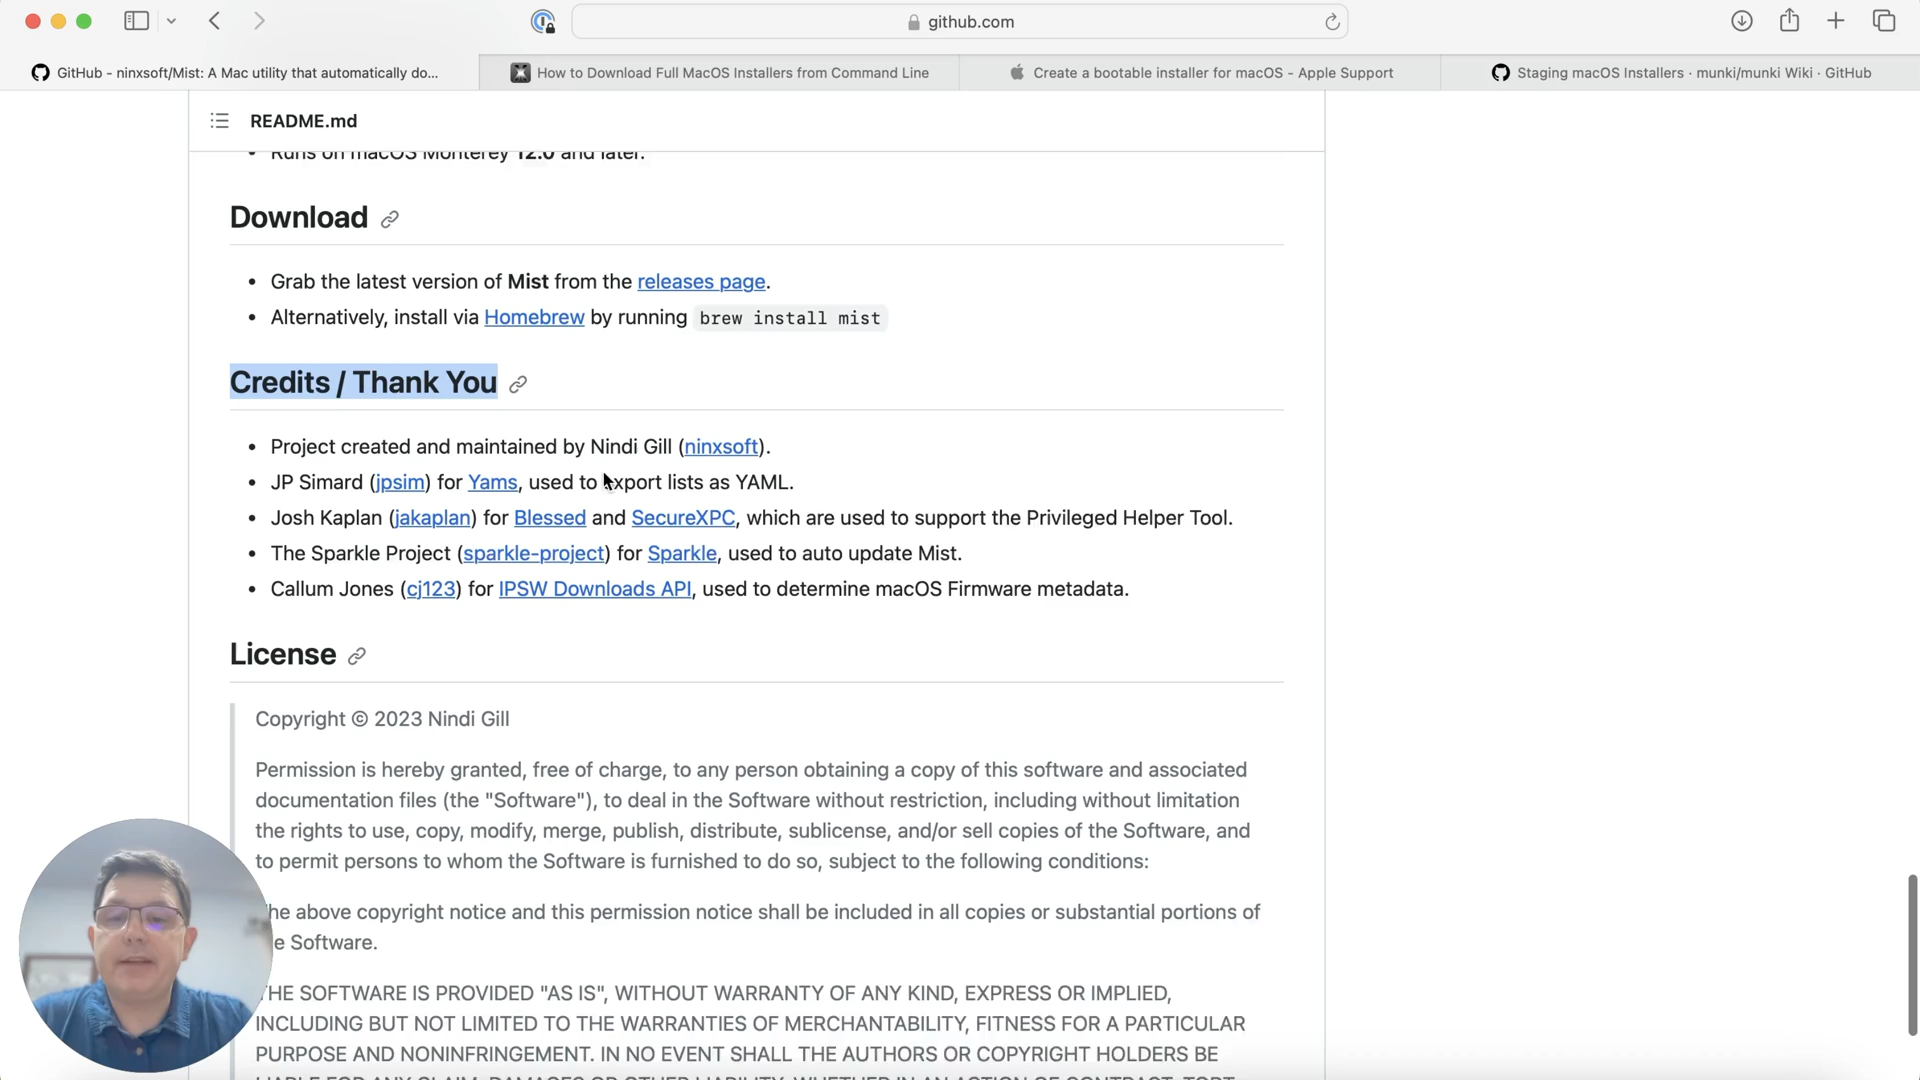 github.com
GitHub - ninxsoft/Mist: A Mac utility that automatically do...
How to Download Full MacOS Installers from Command Line
Create a bootable installer for macOS - Apple Support
Staging macOS Installers · munki/munki Wiki · GitHub
README.md
• Runs on macOS Monterey 12.0 and later.
Download
• Grab the latest version of Mist from the releases page.
• Alternatively, install via Homebrew by running brew install mist
Credits / Thank You
• Project created and maintained by Nindi Gill (ninxsoft).
• JP Simard (jpsim) for Yams, used to export lists as YAML.
• Josh Kaplan (jakaplan) for Blessed and SecureXPC, which are used to support the Privileged Helper Tool.
• The Sparkle Project (sparkle-project) for Sparkle, used to auto update Mist.
• Callum Jones (cj123) for IPSW Downloads API, used to determine macOS Firmware metadata.
License
Copyright © 2023 Nindi Gill
Permission is hereby granted, free of charge, to any person obtaining a copy of this software and associated
documentation files (the "Software"), to deal in the Software without restriction, including without limitation
the rights to use, copy, modify, merge, publish, distribute, sublicense, and/or sell copies of the Software, and
to permit persons to whom the Software is furnished to do so, subject to the following conditions:
he above copyright notice and this permission notice shall be included in all copies or substantial portions of
e Software.
THE SOFTWARE IS PROVIDED "AS IS", WITHOUT WARRANTY OF ANY KIND, EXPRESS OR IMPLIED,
INCLUDING BUT NOT LIMITED TO THE WARRANTIES OF MERCHANTABILITY, FITNESS FOR A PARTICULAR
PURPOSE AND NONINFRINGEMENT. IN NO EVENT SHALL THE AUTHORS OR COPYRIGHT HOLDERS BE